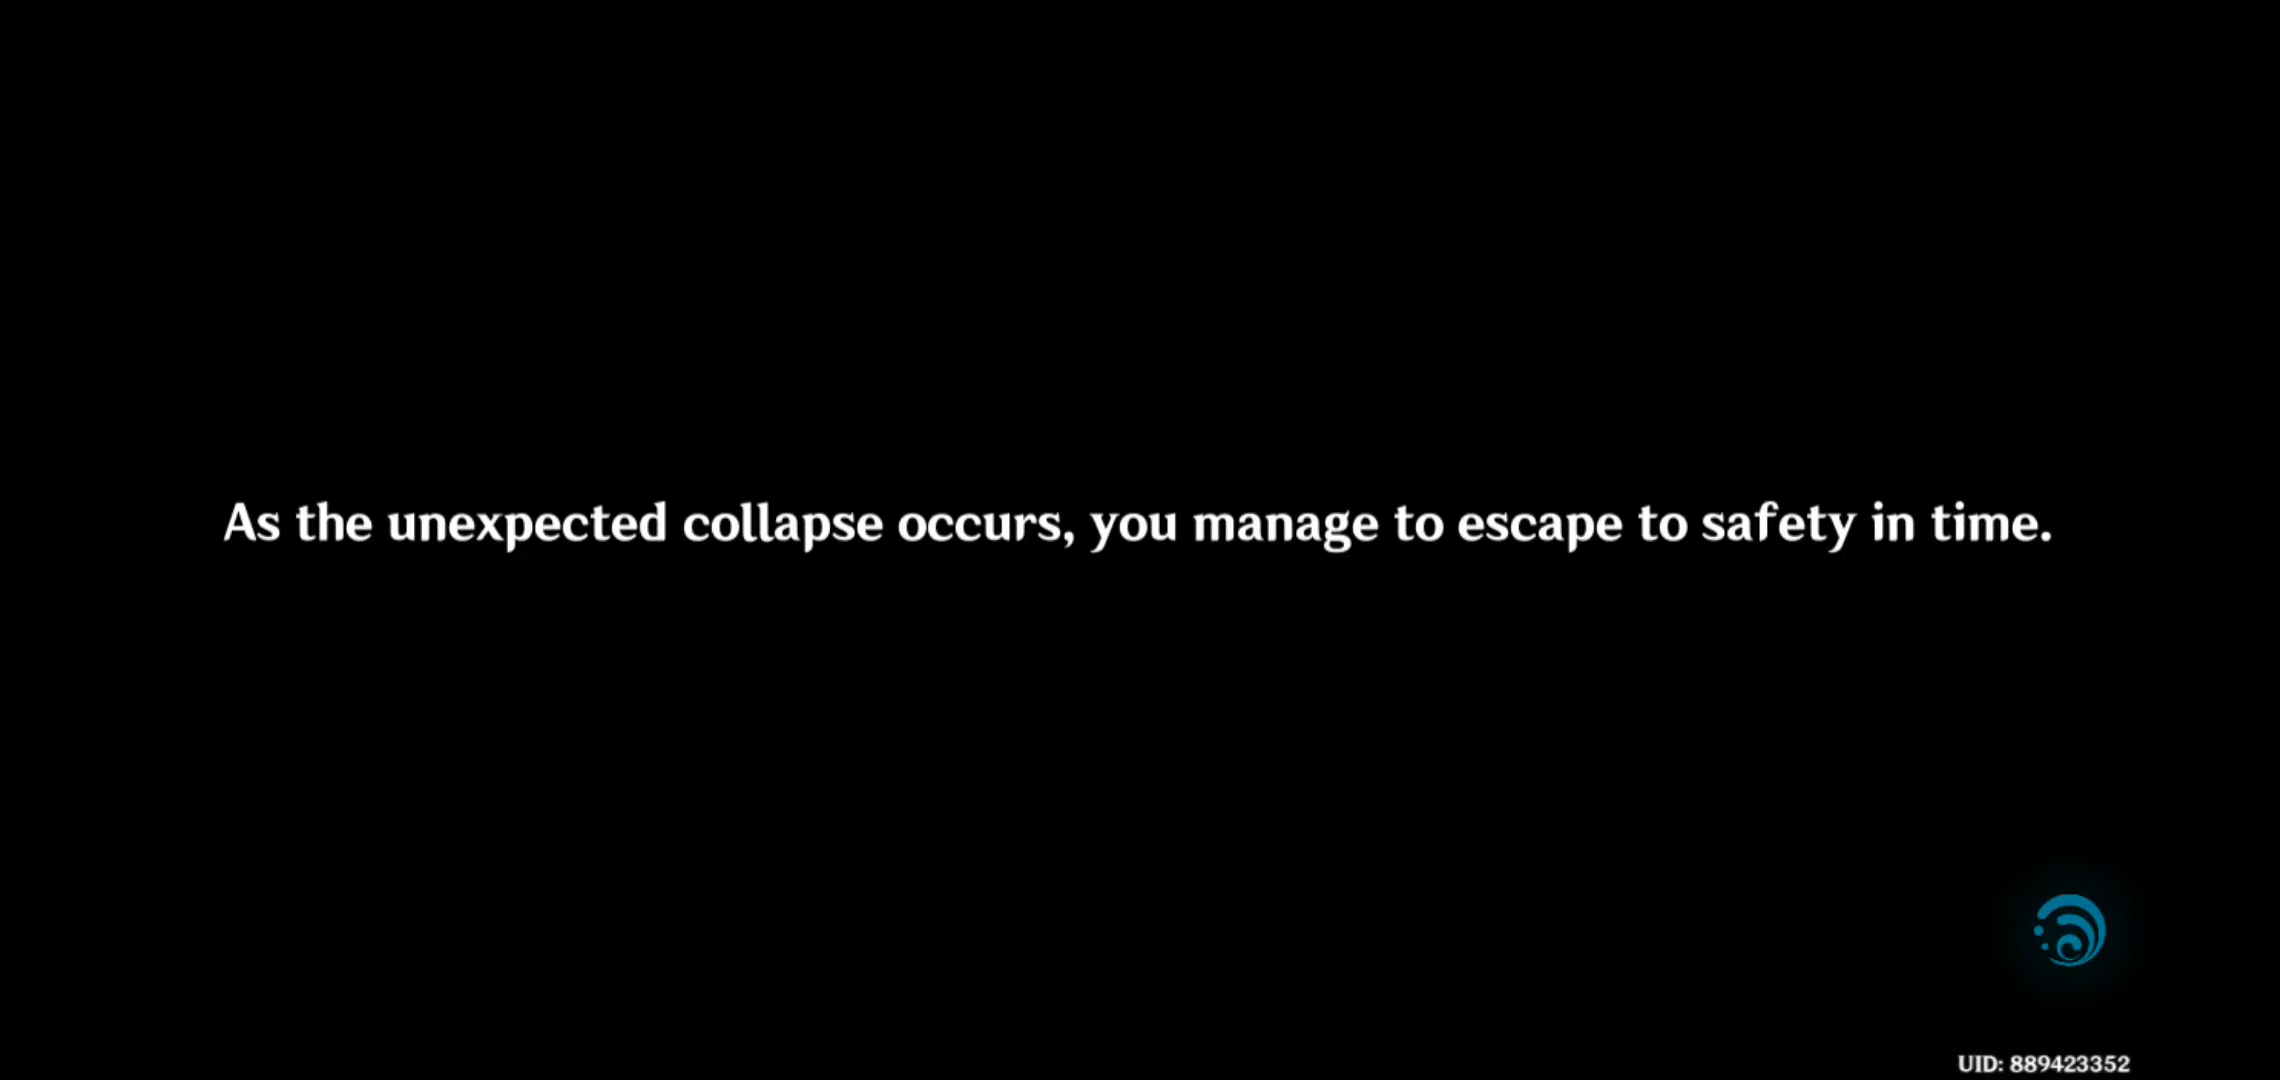 As the unexpected collapse occurs, you manage to escape to safety in time.
UID: 889423352